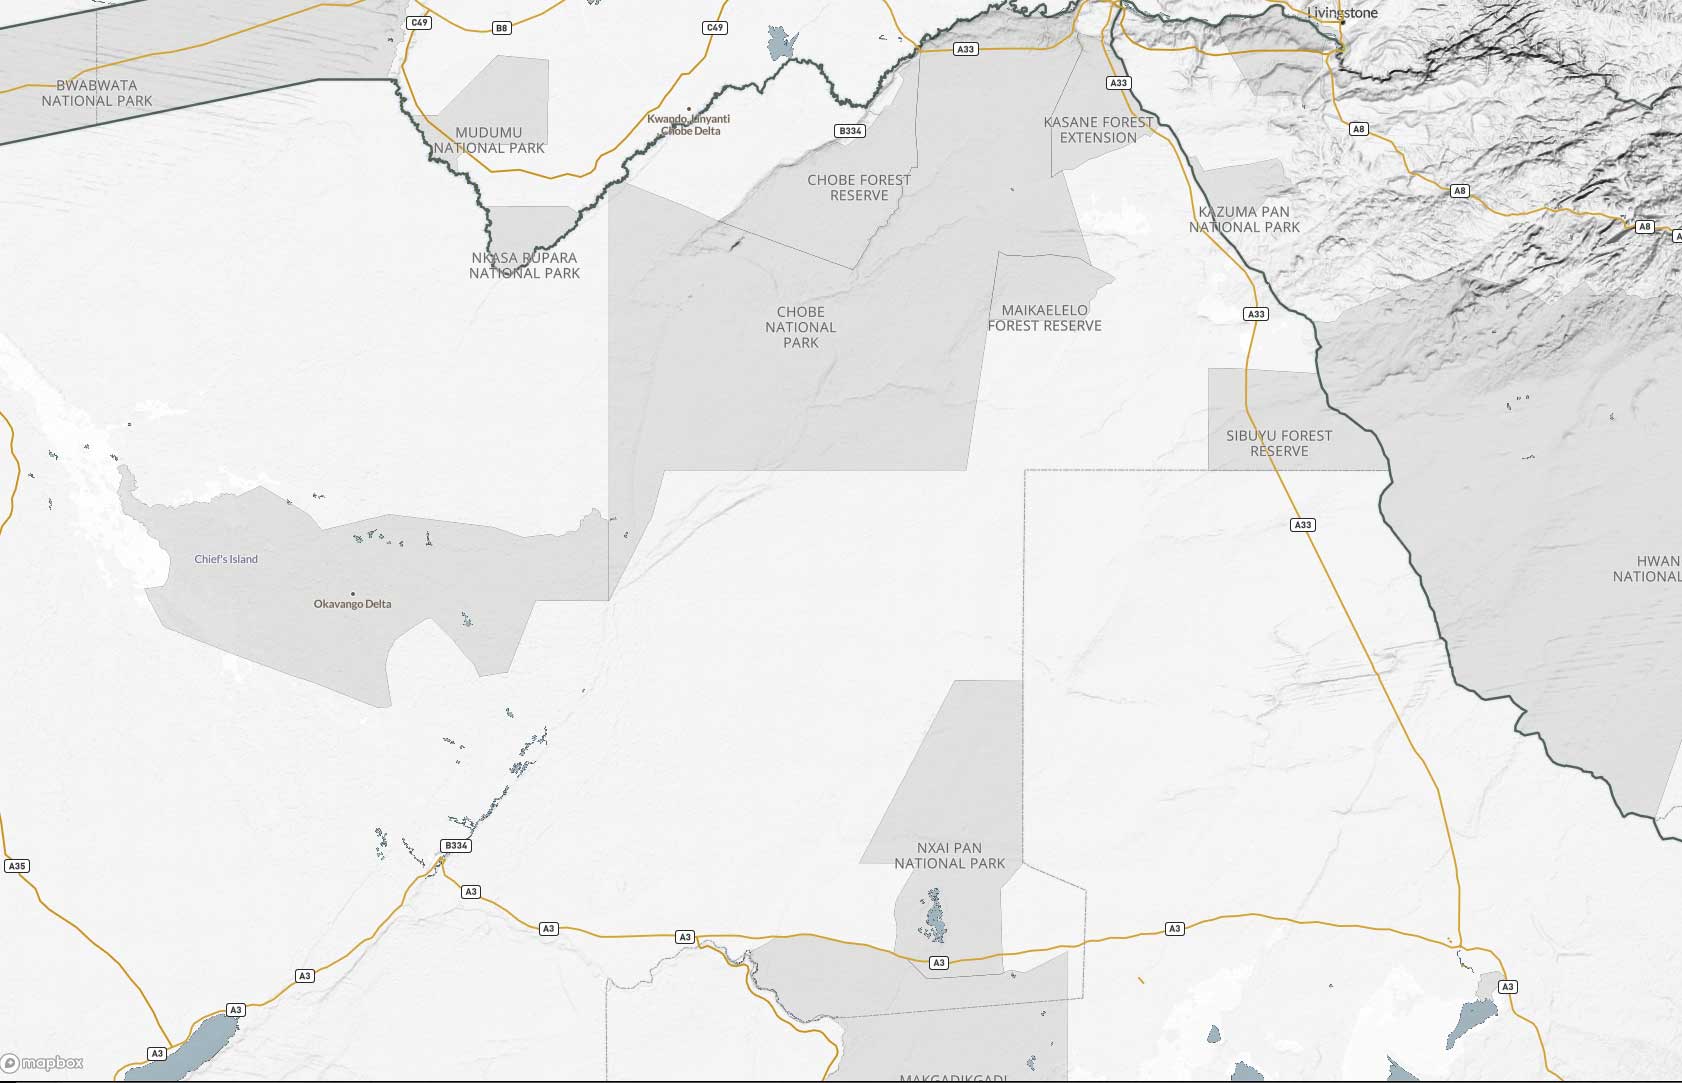 C49
B8
C49
Livingstone
A33
BWABWATA
NATIONAL PARK
A33
Kwando Linyanti
Chobe Delta
B334
KASANE FOREST
EXTENSION
A8
MUDUMU
NATIONAL PARK
CHOBE FOREST
RESERVE
A8
KAZUMA PAN
NATIONAL PARK
A8
NKASA RUPARA
NATIONAL PARK
CHOBE
NATIONAL
PARK
MAIKAELELO
FOREST RESERVE
A33
SIBUYU FOREST
RESERVE
A33
Chief's Island
HWAN
NATIONAL
Okavango Delta
B334
NXAI PAN
NATIONAL PARK
A35
A3
A3
A3
A3
A3
A3
A3
A3
A3
mapbox
MAKGADIKGADI